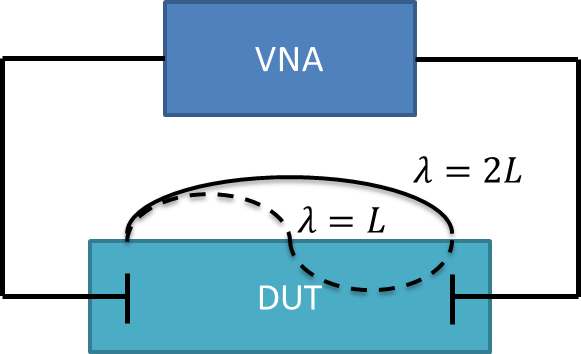 VNA
λ = 2L
λ = L
DUT